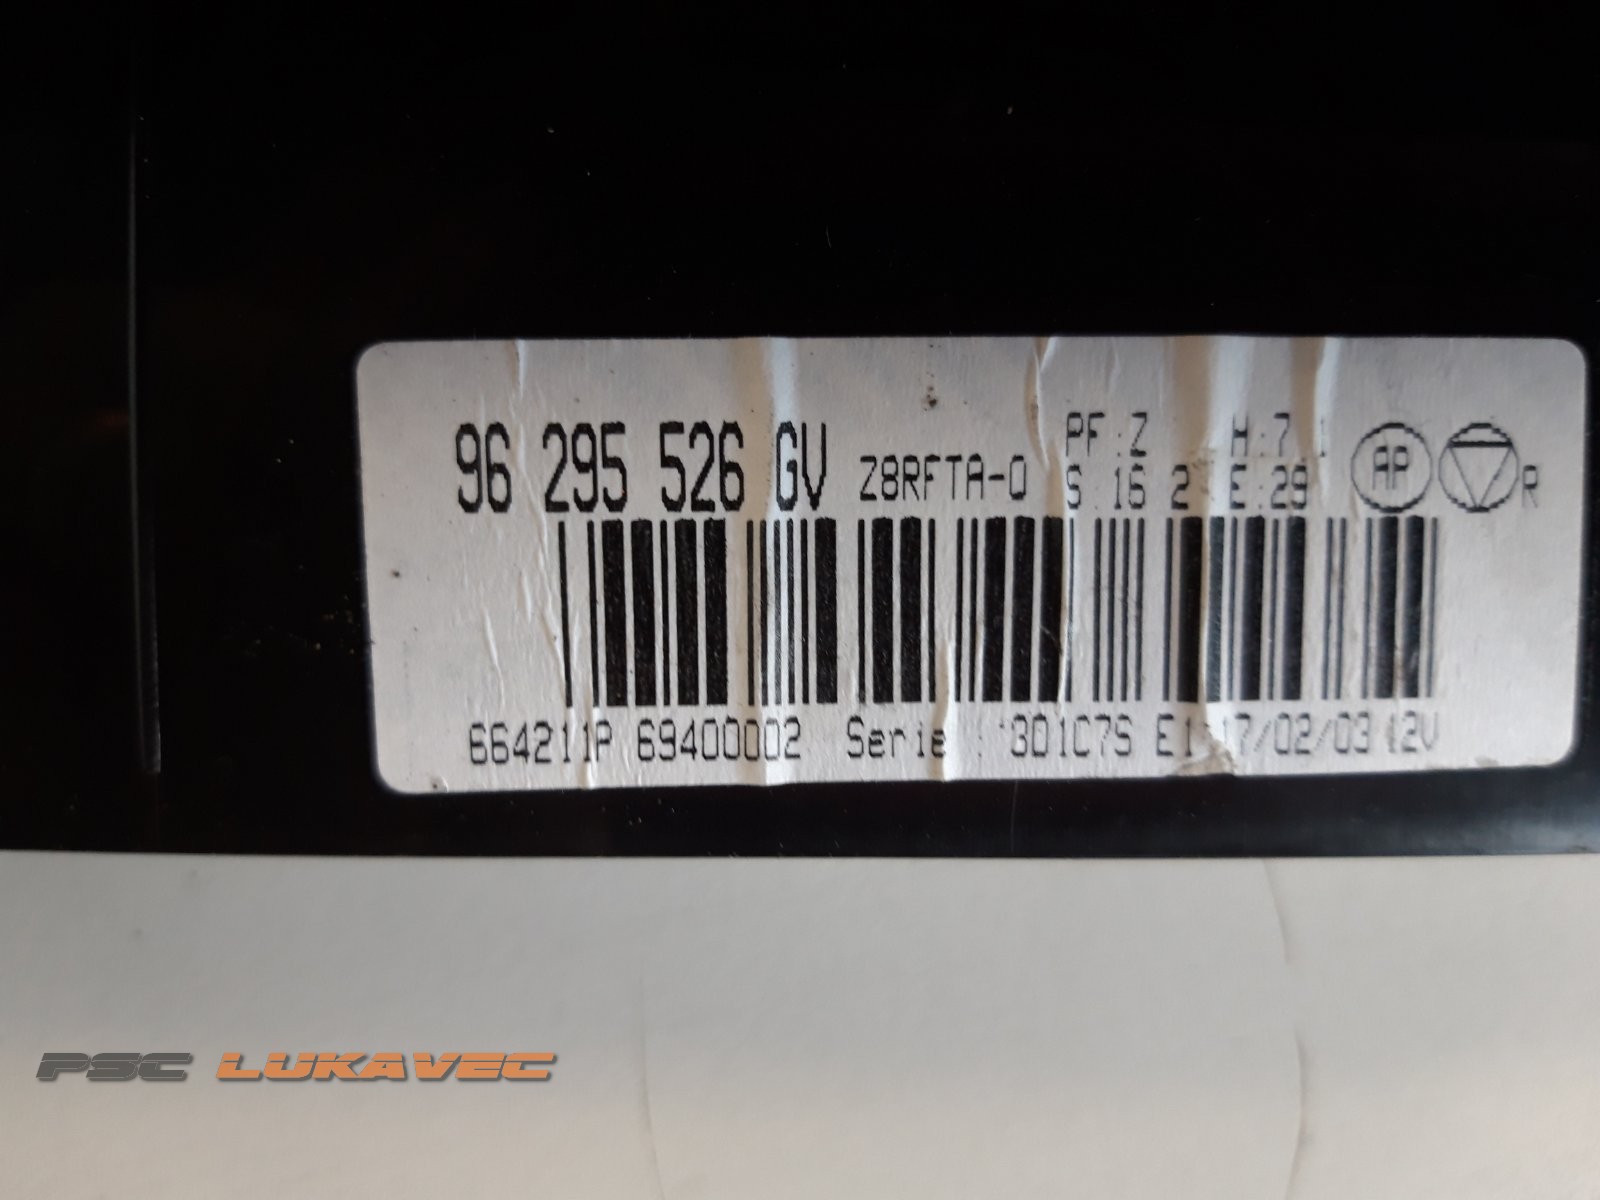 96 295 526 GV Z8RFTA-0 PF:Z H:7 1 AP R
S:16 2 E:29
664211P 69400002 Serie : 301C7S 17/02/03 12V
PSC LUKAVEC